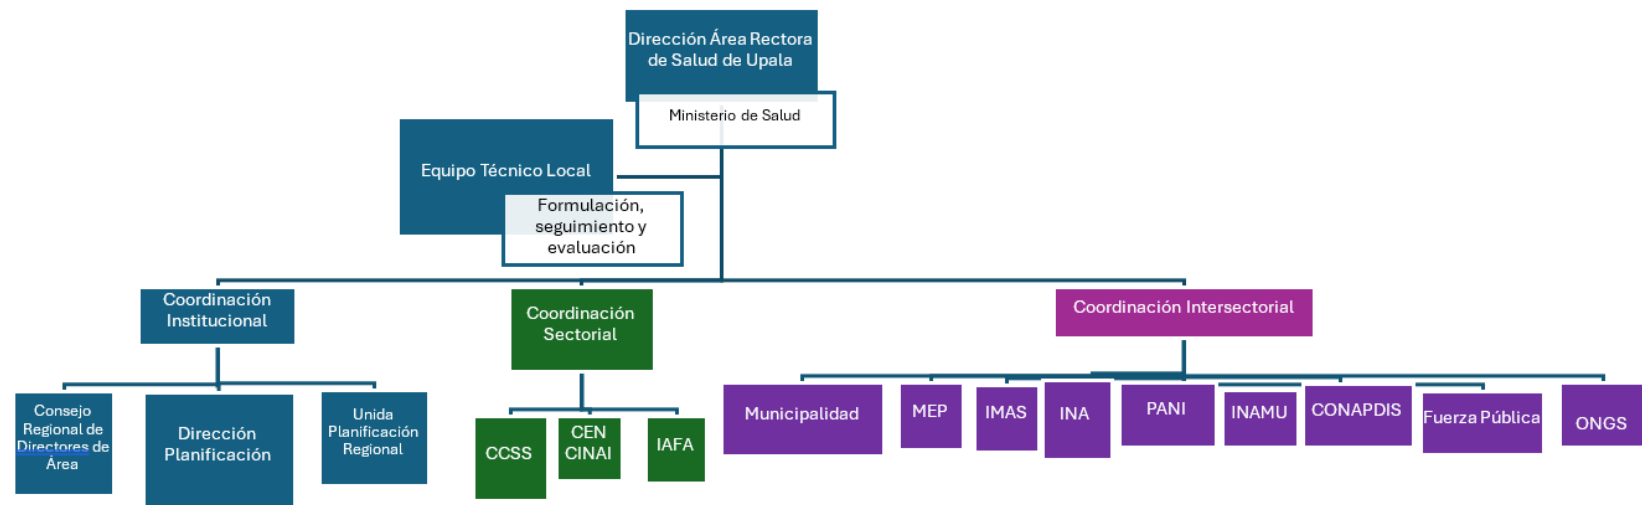 Dirección Área Rectora
de Salud de Upala
Ministerio de Salud
Equipo Técnico Local
Formulación,
seguimiento y
evaluación
Coordinación
Institucional
Coordinación
Sectorial
Coordinación Intersectorial
Consejo
Regional de
Directores de
Área
Dirección
Planificación
Unida
Planificación
Regional
CCSS
CEN
CINAI
IAFA
Municipalidad
MEP
IMAS
INA
PANI
INAMU
CONAPDIS
Fuerza Pública
ONGS